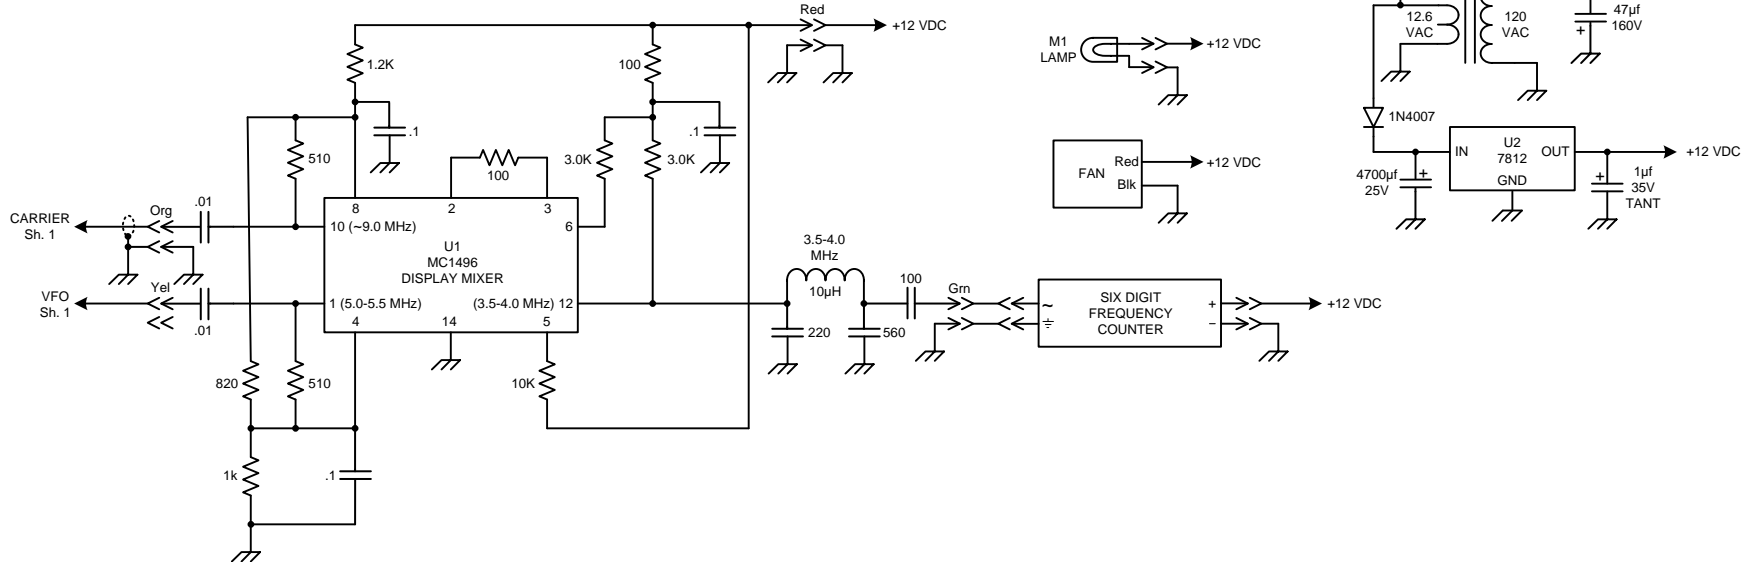 Red
+12 VDC
1.2K
100
.1
.1
510
3.0K
3.0K
100
.01
Org
CARRIER
Sh. 1
8
2
3
10 (~9.0 MHz)
6
U1
MC1496
DISPLAY MIXER
VFO
Sh. 1
Yel
.01
1 (5.0-5.5 MHz)
(3.5-4.0 MHz) 12
4
14
5
3.5-4.0
MHz
10µH
220
560
100
Grn
~
SIX DIGIT
FREQUENCY
COUNTER
+
−
+12 VDC
820
510
10K
1k
.1
M1
LAMP
+12 VDC
FAN
Red
Blk
+12 VDC
12.6
VAC
120
VAC
47µf
160V
+
1N4007
IN
U2
7812
OUT
GND
+12 VDC
4700µf
25V
+
+
1µf
35V
TANT